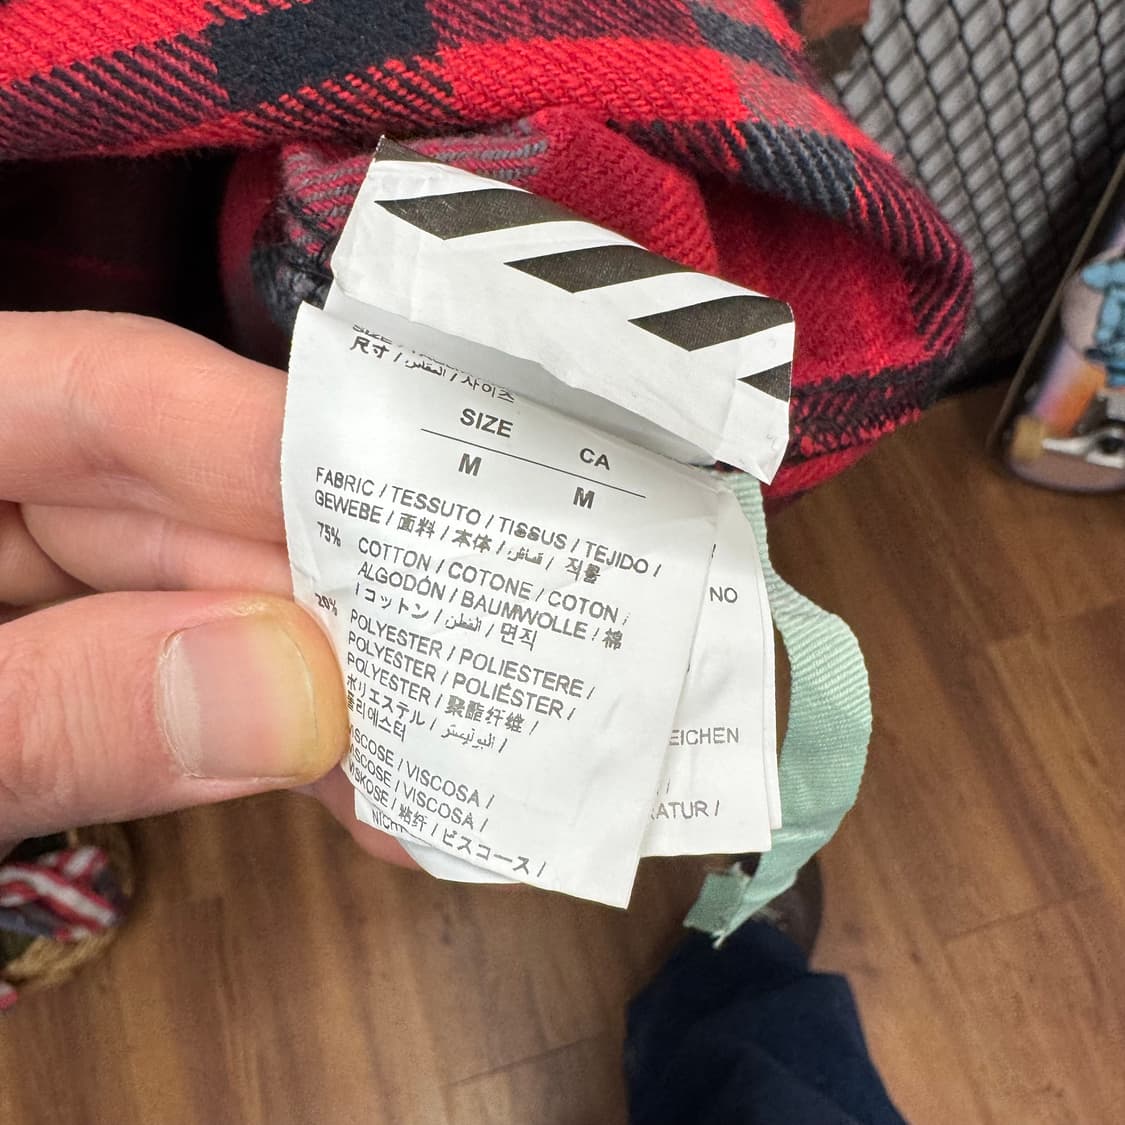 尺寸 / المقاس / 사이즈
SIZE CA
M M
FABRIC / TESSUTO / TISSUS / TEJIDO /
GEWEBE / 面料 / 本体 / قماش / 직물
75% COTTON / COTONE / COTON /
ALGODÓN / BAUMWOLLE / 棉
/ コットン / القطن / 면직
20% POLYESTER / POLIESTERE /
POLYESTER / POLIÉSTER /
POLYESTER / 聚酯纤维 /
ポリエステル / البوليستر /
폴리에스터
VISCOSE / VISCOSA /
VISCOSE / VISCOSA /
VISKOSE / 粘纤 / ビスコース /
NO
EICHEN
RATUR /
NICHT